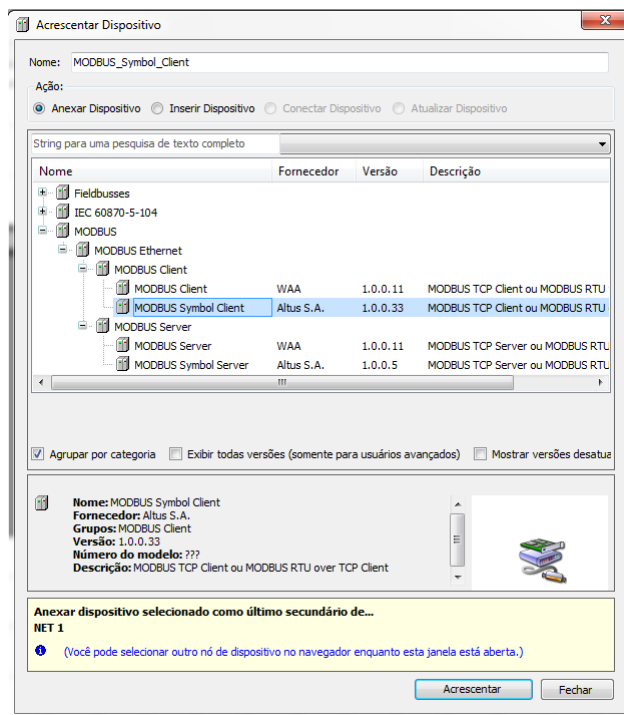 Acrescentar Dispositivo
Nome: MODBUS_Symbol_Client
Ação:
Anexar Dispositivo Inserir Dispositivo Conectar Dispositivo Atualizar Dispositivo
String para uma pesquisa de texto completo
Nome Fornecedor Versão Descrição
Fieldbusses
IEC 60870-5-104
MODBUS
MODBUS Ethernet
MODBUS Client
MODBUS Client WAA 1.0.0.11 MODBUS TCP Client ou MODBUS RTU
MODBUS Symbol Client Altus S.A. 1.0.0.33 MODBUS TCP Client ou MODBUS RTU
MODBUS Server
MODBUS Server WAA 1.0.0.11 MODBUS TCP Server ou MODBUS RTU
MODBUS Symbol Server Altus S.A. 1.0.0.5 MODBUS TCP Server ou MODBUS RTU
Agrupar por categoria Exibir todas versões (somente para usuários avançados) Mostrar versões desatua
Nome: MODBUS Symbol Client
Fornecedor: Altus S.A.
Grupos: MODBUS Client
Versão: 1.0.0.33
Número do modelo: ???
Descrição: MODBUS TCP Client ou MODBUS RTU over TCP Client
Anexar dispositivo selecionado como último secundário de...
NET 1
(Você pode selecionar outro nó de dispositivo no navegador enquanto esta janela está aberta.)
Acrescentar Fechar